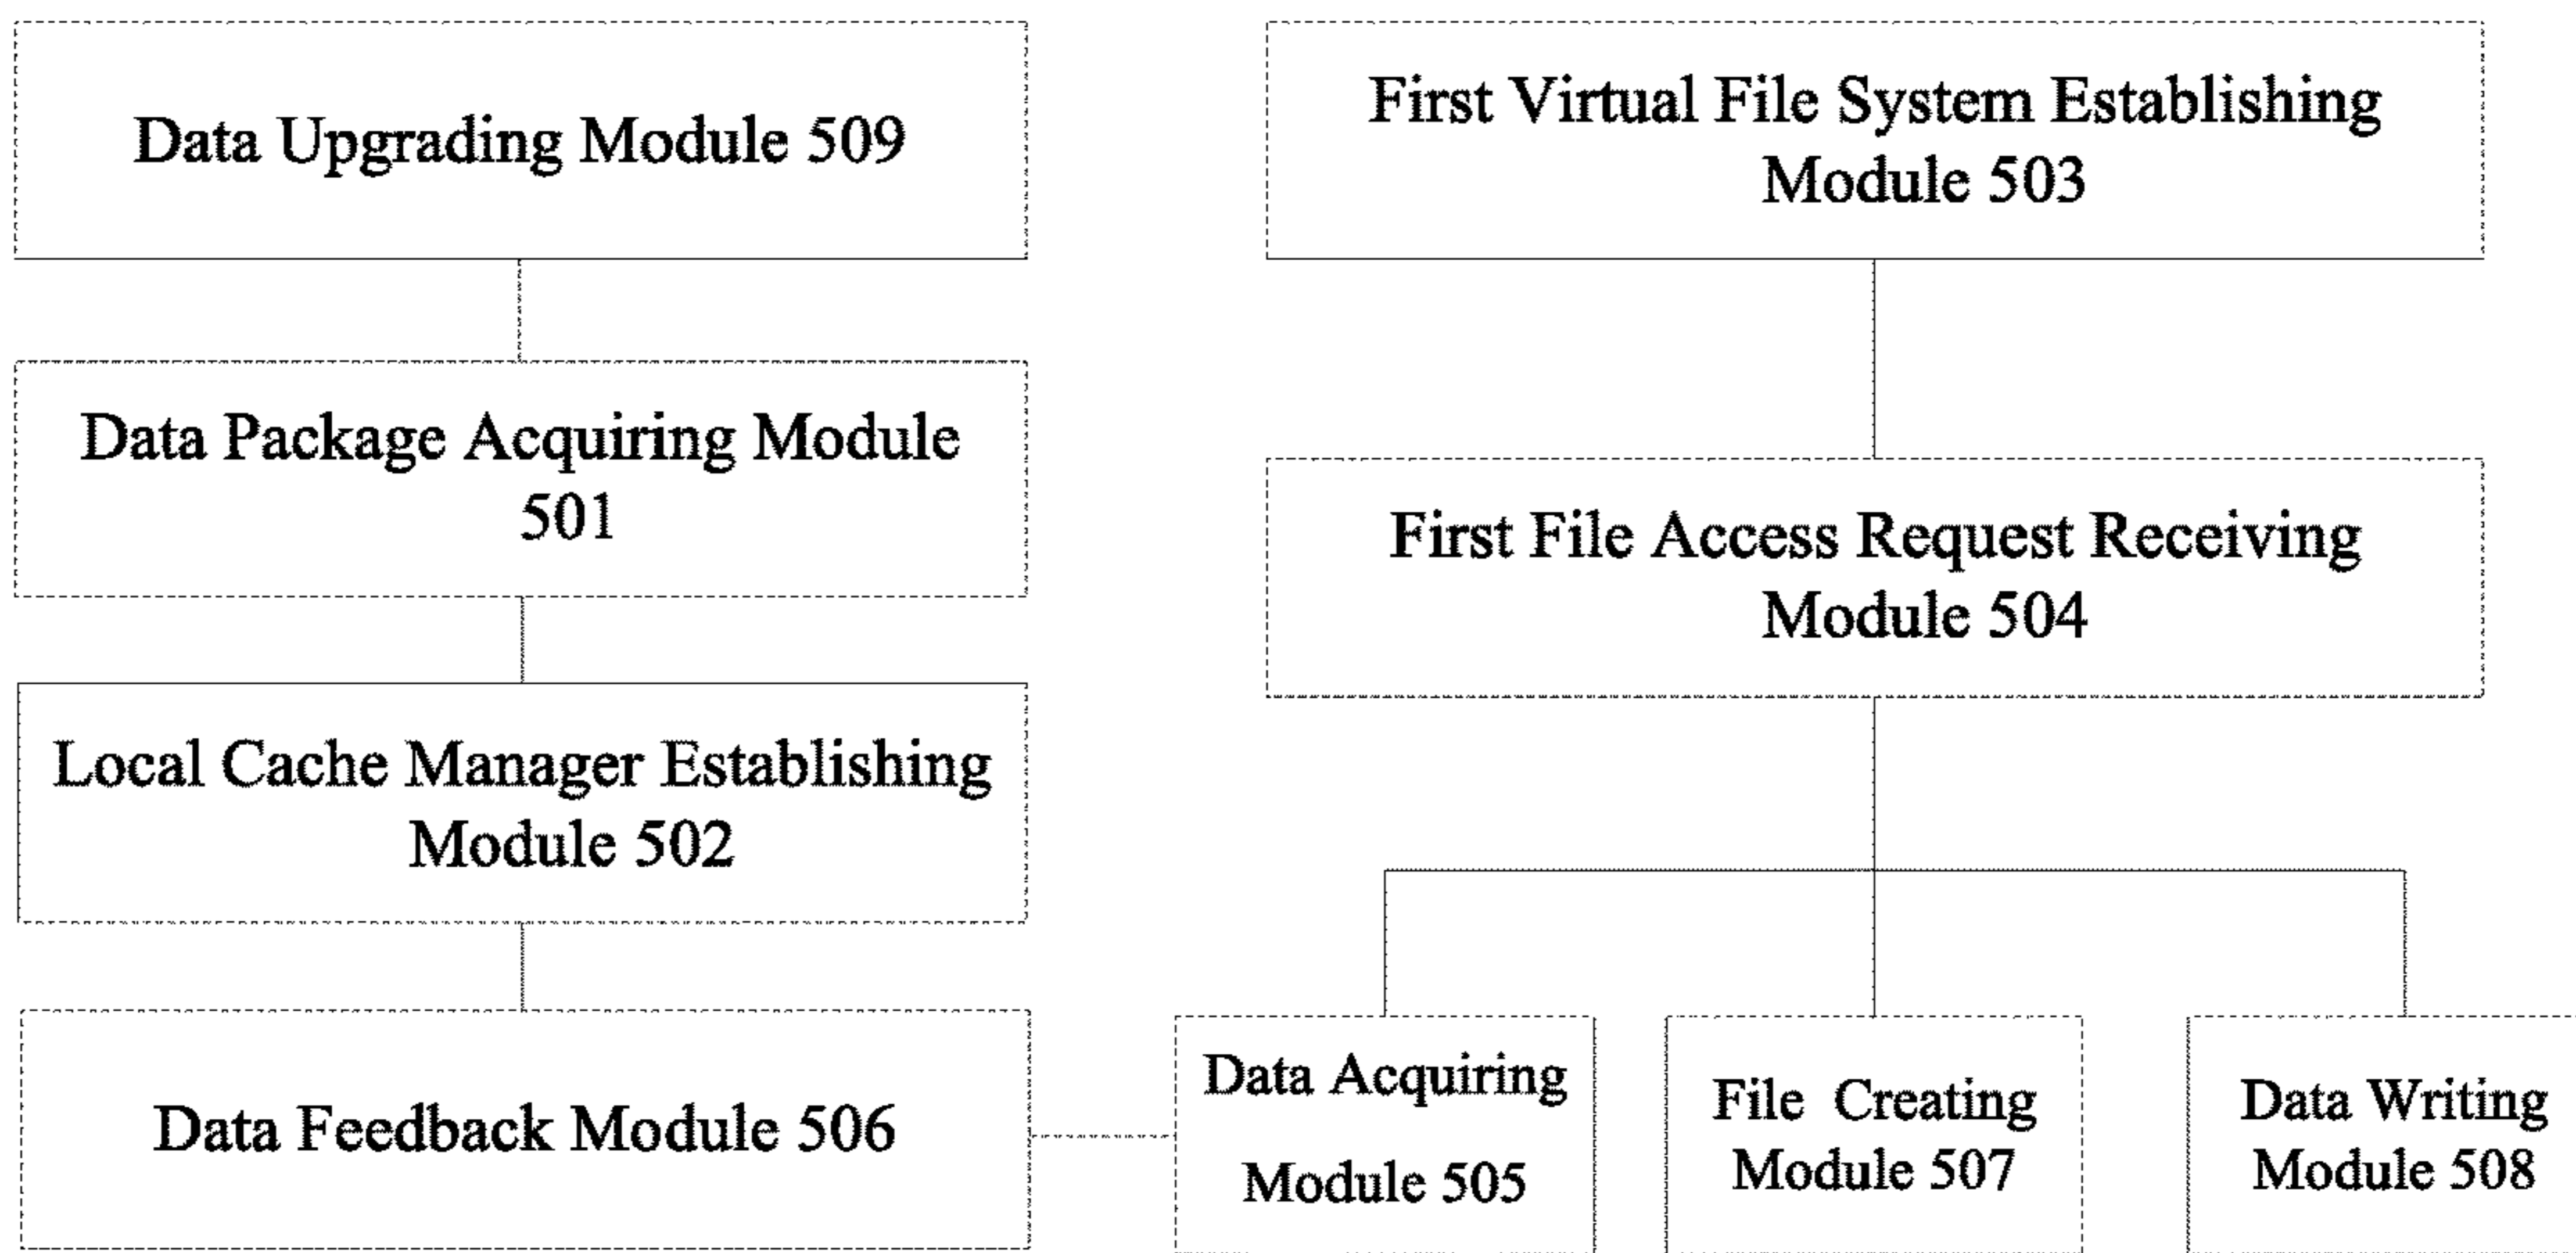 Data Upgrading Module 509
First Virtual File System Establishing
Module 503
Data Package Acquiring Module
501
First File Access Request Receiving
Module 504
Local Cache Manager Establishing
Module 502
Data Feedback Module 506
Data Acquiring
Module 505
File Creating
Module 507
Data Writing
Module 508